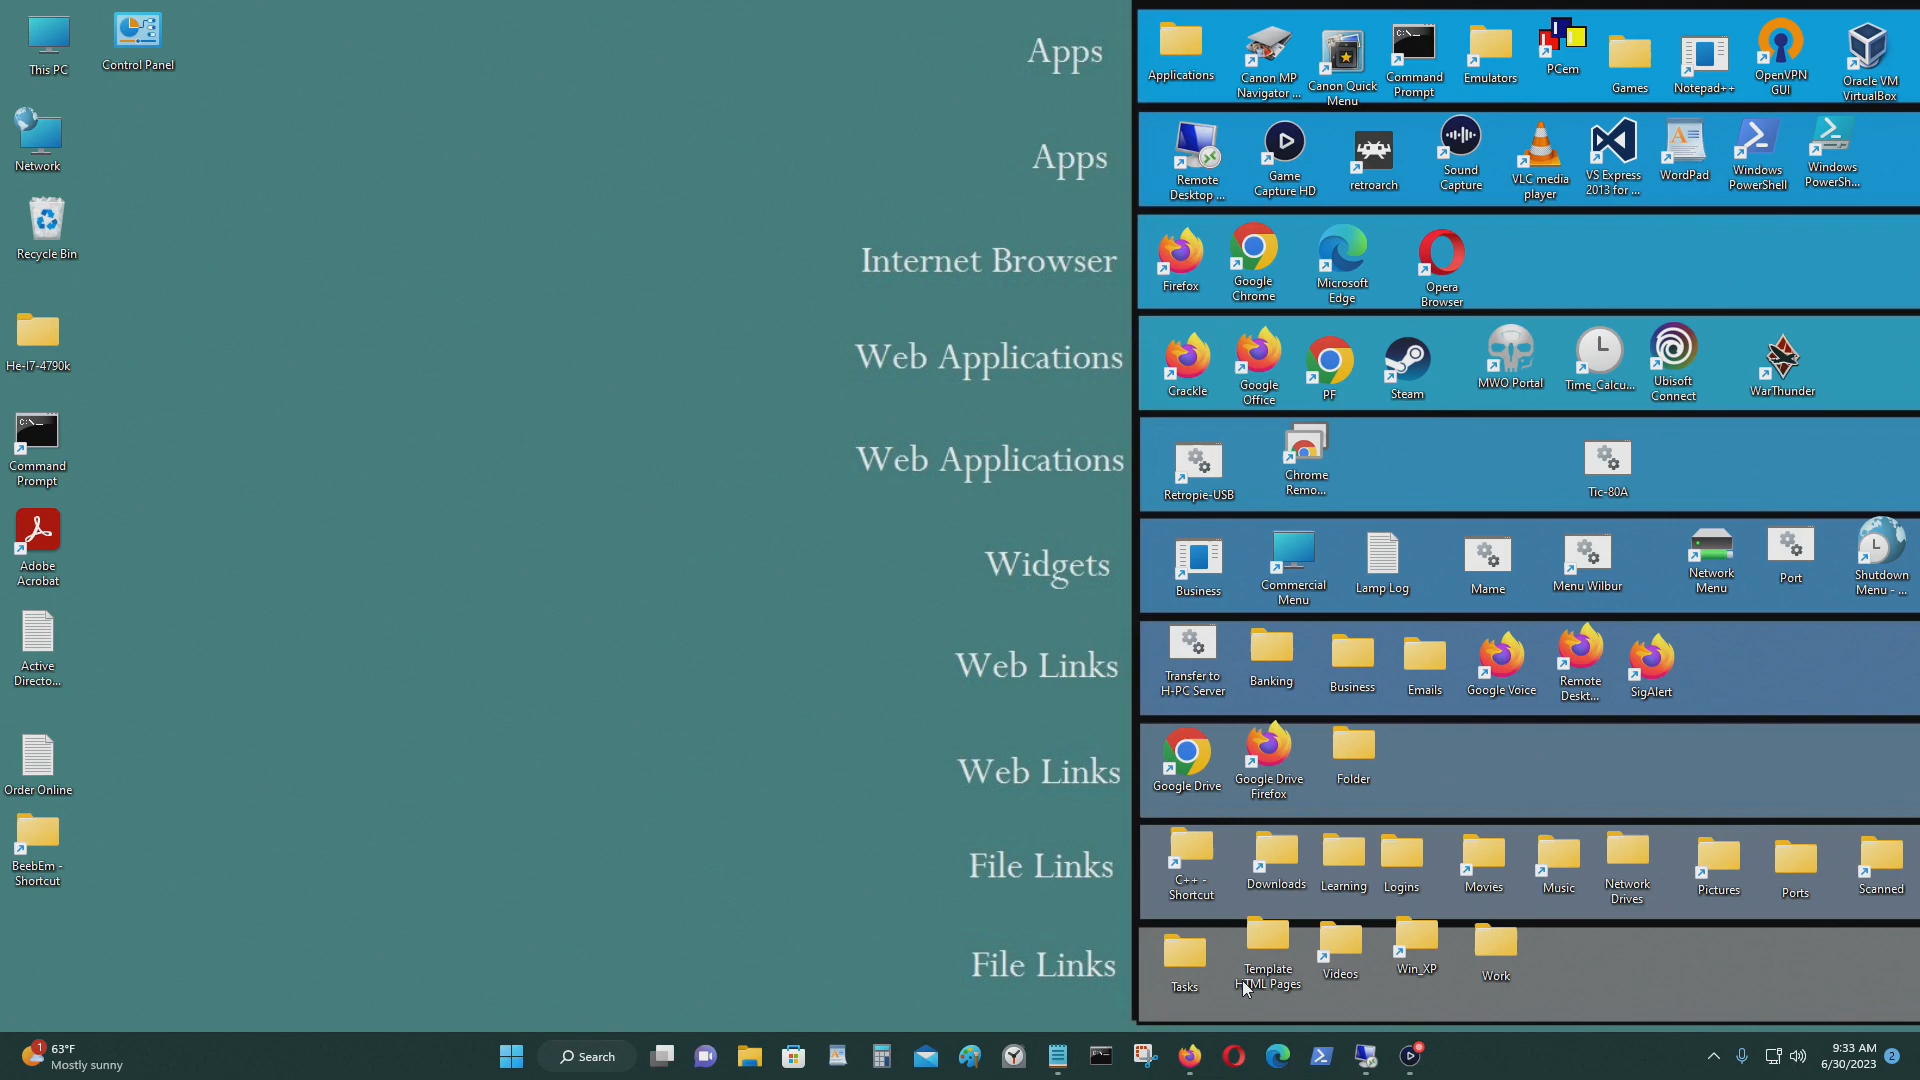 This PC
Control Panel
Network
Recycle Bin
He-I7-4790k
Command
Prompt
Adobe
Acrobat
Active
Directo...
Order Online
BeebEm -
Shortcut
Apps
Applications
Canon MP
Navigator ...
Canon Quick
Menu
Command
Prompt
Emulators
PCem
Games
Notepad++
OpenVPN
GUI
Oracle VM
VirtualBox
Apps
Remote
Desktop ...
Game
Capture HD
retroarch
Sound
Capture
VLC media
player
VS Express
2013 for ...
WordPad
Windows
PowerShell
Windows
PowerSh...
Internet Browser
Firefox
Google
Chrome
Microsoft
Edge
Opera
Browser
Web Applications
Crackle
Google
Office
PF
Steam
MWO Portal
Time_Calcu...
Ubisoft
Connect
WarThunder
Web Applications
Retropie-USB
Chrome
Remo...
Tic-80A
Widgets
Business
Commercial
Menu
Lamp Log
Mame
Menu Wilbur
Network
Menu
Port
Shutdown
Menu - ...
Web Links
Transfer to
H-PC Server
Banking
Business
Emails
Google Voice
Remote
Deskt...
SigAlert
Web Links
Google Drive
Google Drive
Firefox
Folder
File Links
C++ -
Shortcut
Downloads
Learning
Logins
Movies
Music
Network
Drives
Pictures
Ports
Scanned
File Links
Tasks
Template
HTML Pages
Videos
Win_XP
Work
1
63°F
Mostly sunny
Search
9:33 AM
6/30/2023
2